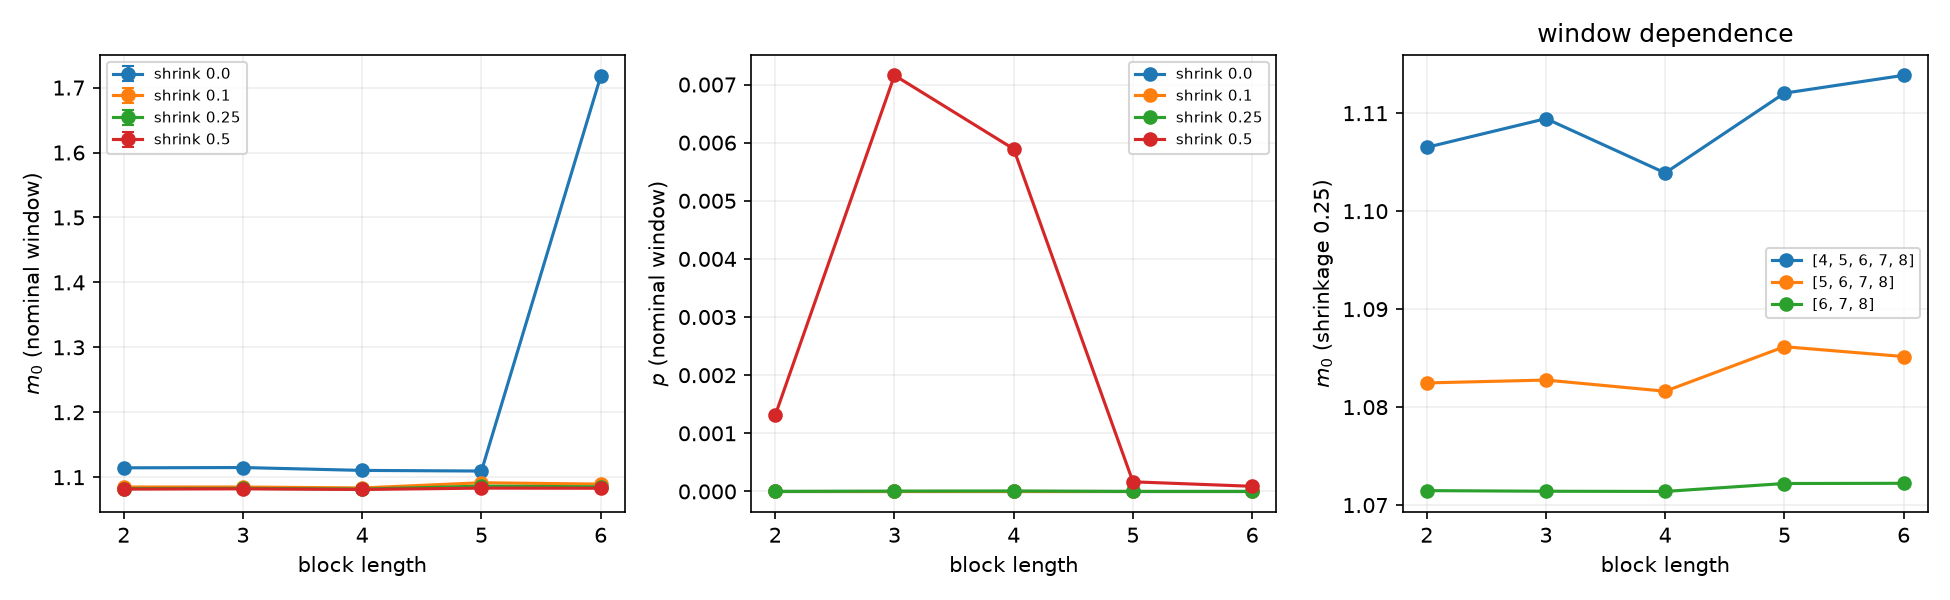 1.7
1.6
1.5
1.4
1.3
1.2
1.1
m₀ (nominal window)
shrink 0.0
shrink 0.1
shrink 0.25
shrink 0.5
2 3 4 5 6
block length
0.007
0.006
0.005
0.004
0.003
0.002
0.001
0.000
p (nominal window)
shrink 0.0
shrink 0.1
shrink 0.25
shrink 0.5
2 3 4 5 6
block length
window dependence
1.11
1.10
1.09
1.08
1.07
m₀ (shrinkage 0.25)
[4, 5, 6, 7, 8]
[5, 6, 7, 8]
[6, 7, 8]
2 3 4 5 6
block length